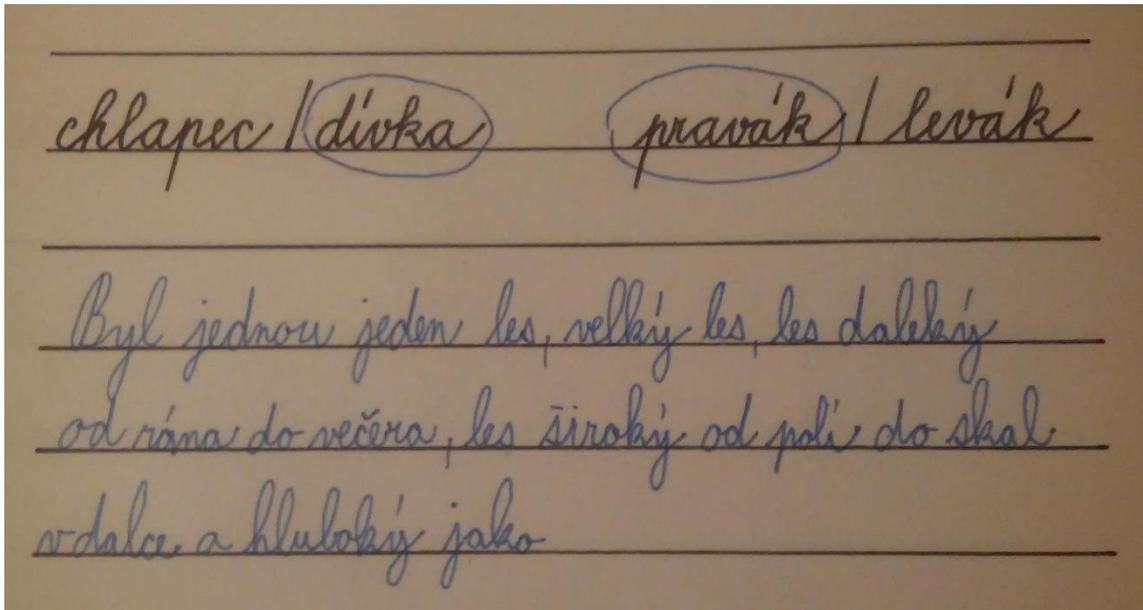 chlapec / dívka pravák / levák
Byl jednou jeden les, velký les, les daleký
od rána do večera, les široký od polí do skal
v dalce a hluboký jako